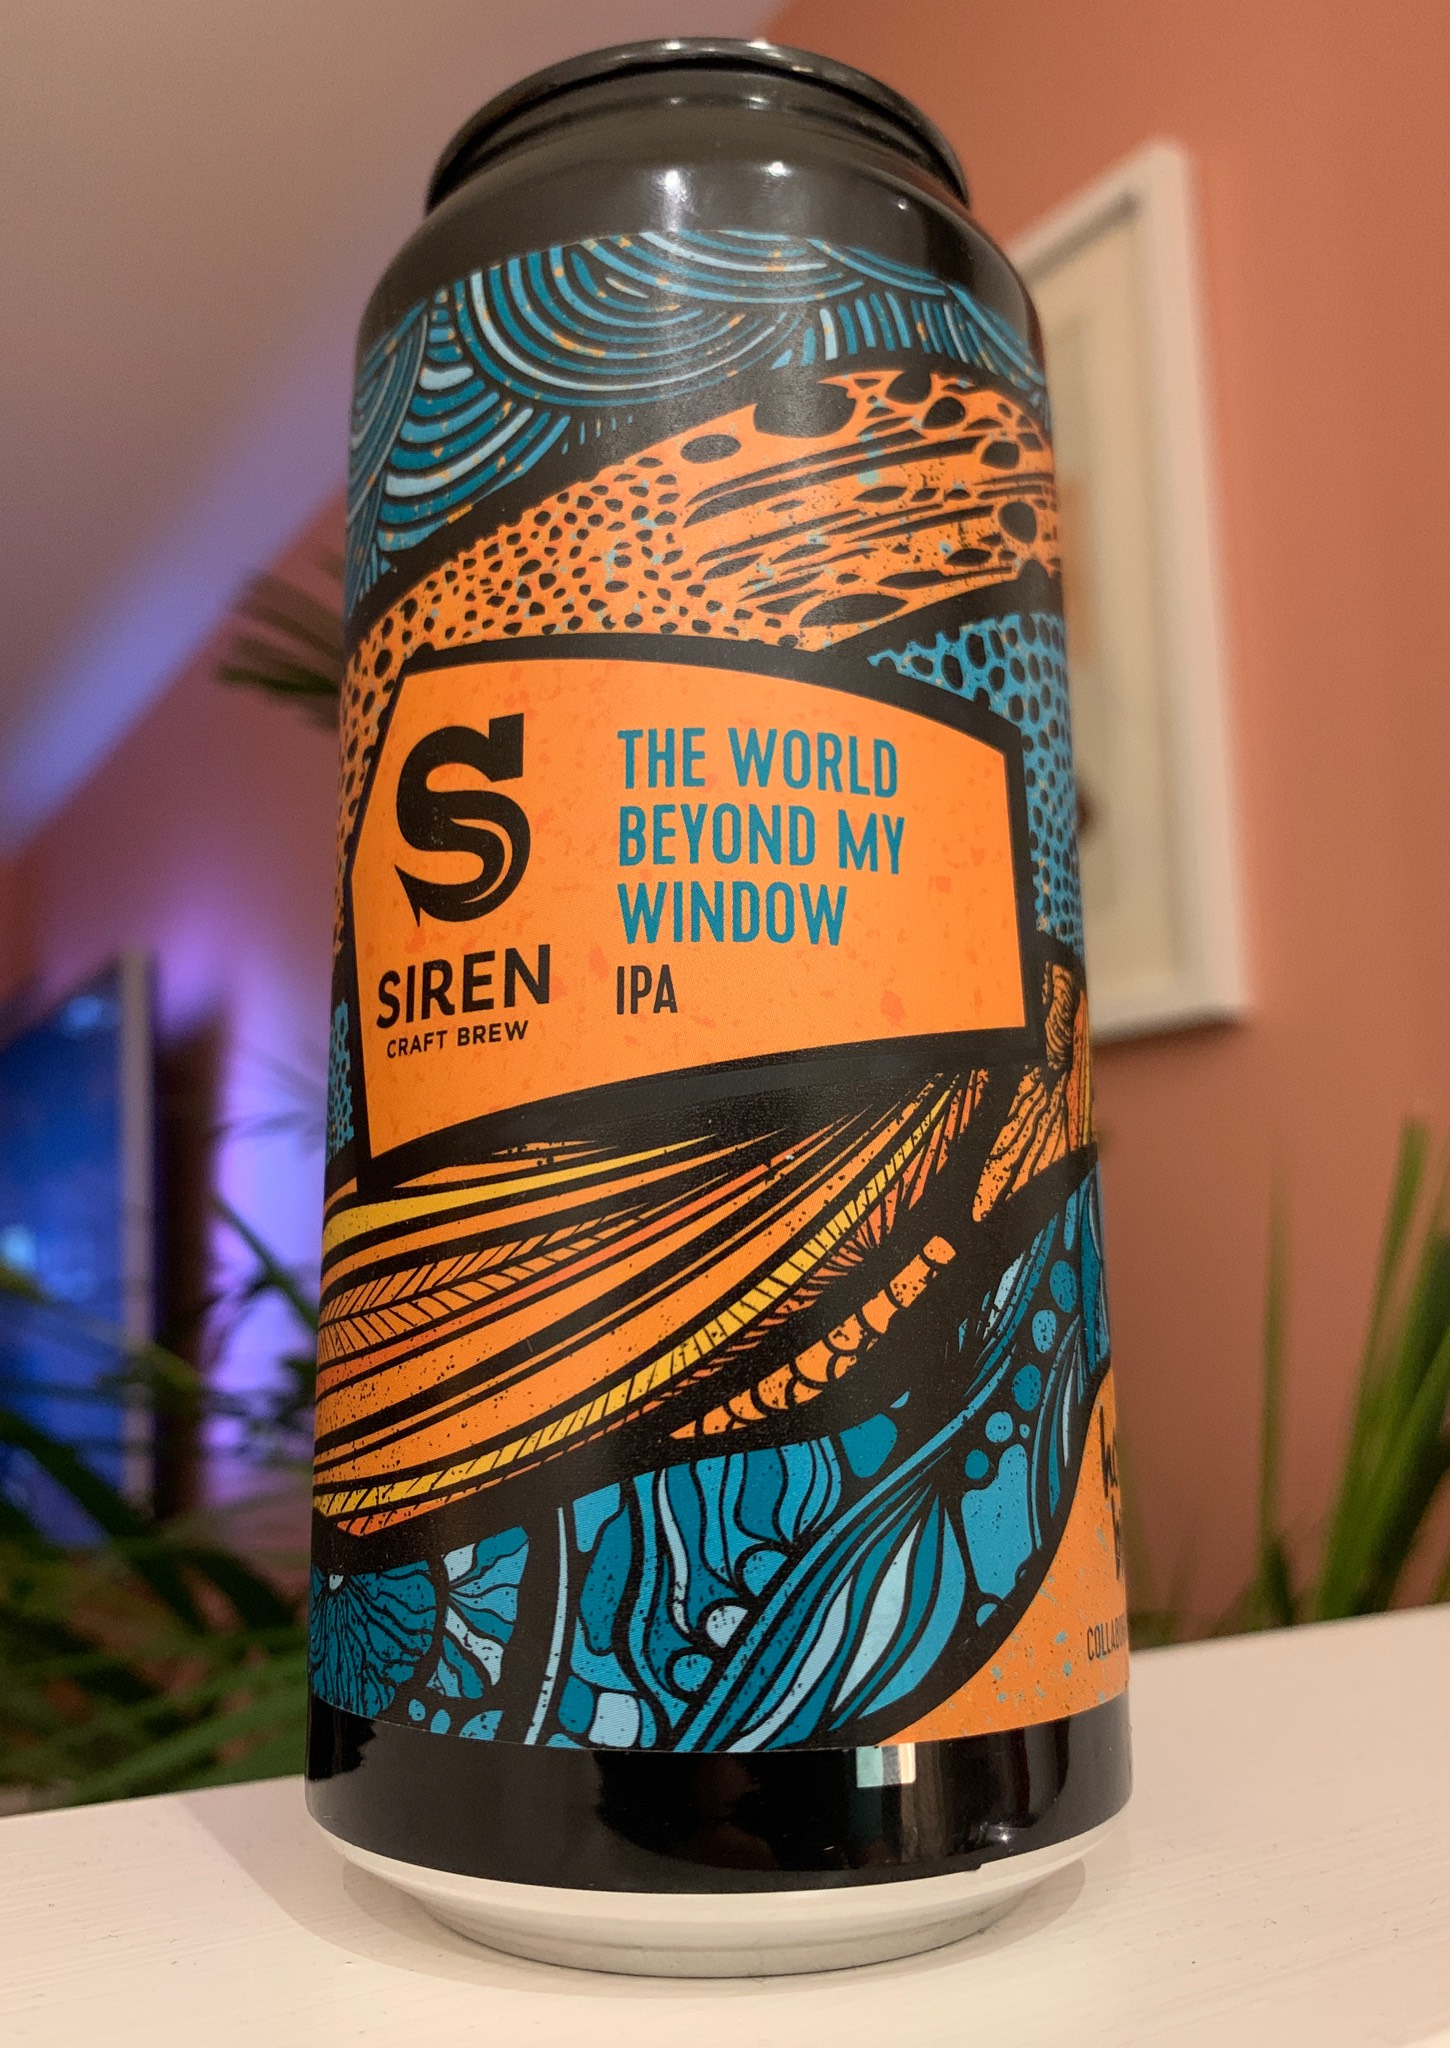 S
SIREN
CRAFT BREW
THE WORLD
BEYOND MY
WINDOW
IPA